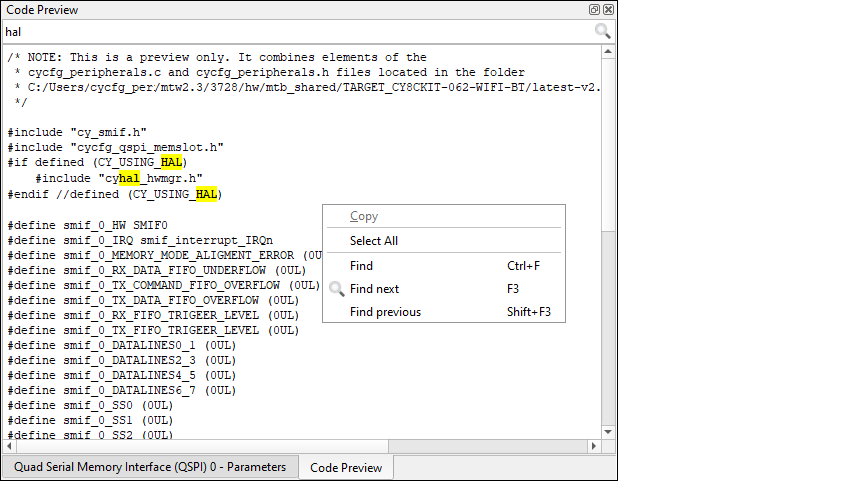 Code Preview
hal
/* NOTE: This is a preview only. It combines elements of the
 * cycfg_peripherals.c and cycfg_peripherals.h files located in the folder
 * C:/Users/cycfg_per/mtw2.3/3728/hw/mtb_shared/TARGET_CY8CKIT-062-WIFI-BT/latest-v2.
 */
#include "cy_smif.h"
#include "cycfg_qspi_memslot.h"
#if defined (CY_USING_HAL)
    #include "cyhal_hwmgr.h"
#endif //defined (CY_USING_HAL)
#define smif_0_HW SMIF0
#define smif_0_IRQ smif_interrupt_IRQn
#define smif_0_MEMORY_MODE_ALIGMENT_ERROR (0U
#define smif_0_RX_DATA_FIFO_UNDERFLOW (0UL)
#define smif_0_TX_COMMAND_FIFO_OVERFLOW (0UL)
#define smif_0_TX_DATA_FIFO_OVERFLOW (0UL)
#define smif_0_RX_FIFO_TRIGEER_LEVEL (0UL)
#define smif_0_TX_FIFO_TRIGEER_LEVEL (0UL)
#define smif_0_DATALINES0_1 (0UL)
#define smif_0_DATALINES2_3 (0UL)
#define smif_0_DATALINES4_5 (0UL)
#define smif_0_DATALINES6_7 (0UL)
#define smif_0_SS0 (0UL)
#define smif_0_SS1 (0UL)
#define smif_0_SS2 (0UL)
Copy
Select All
Find Ctrl+F
Find next F3
Find previous Shift+F3
Quad Serial Memory Interface (QSPI) 0 - Parameters
Code Preview